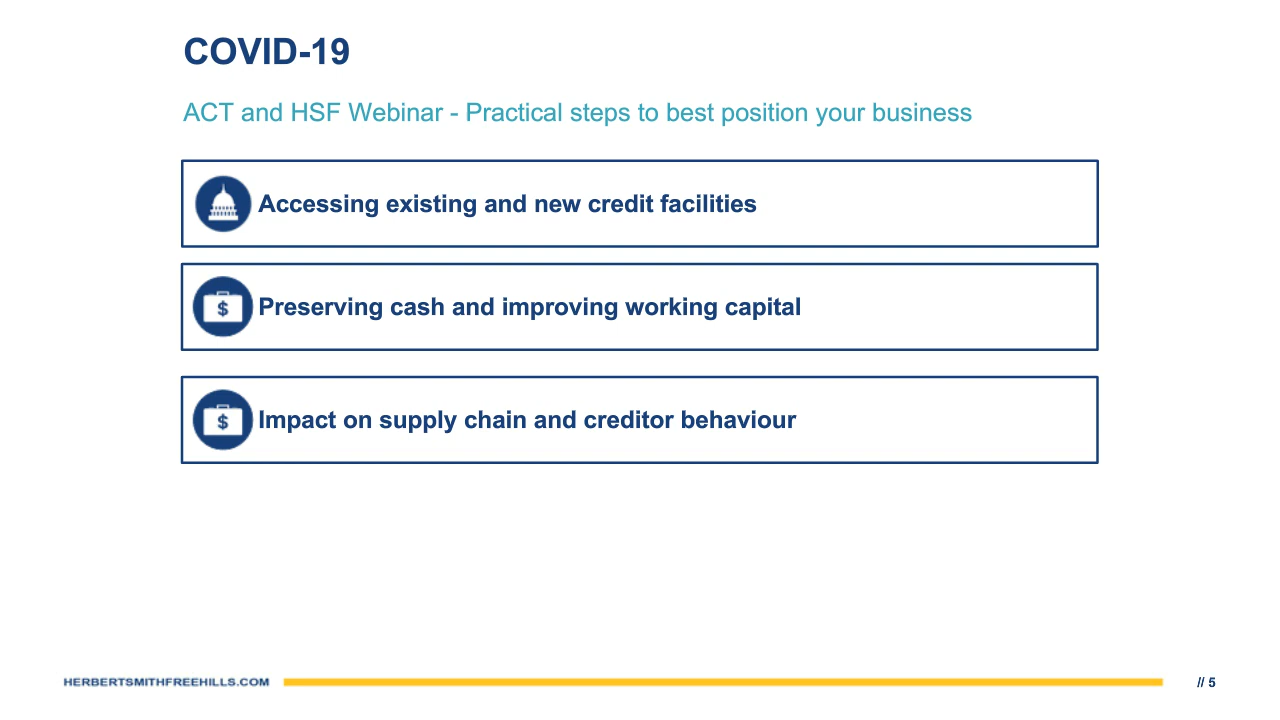 COVID-19
ACT and HSF Webinar - Practical steps to best position your business
Accessing existing and new credit facilities
$ Preserving cash and improving working capital
$ Impact on supply chain and creditor behaviour
HERBERTSMITHFREEHILLS.COM // 5